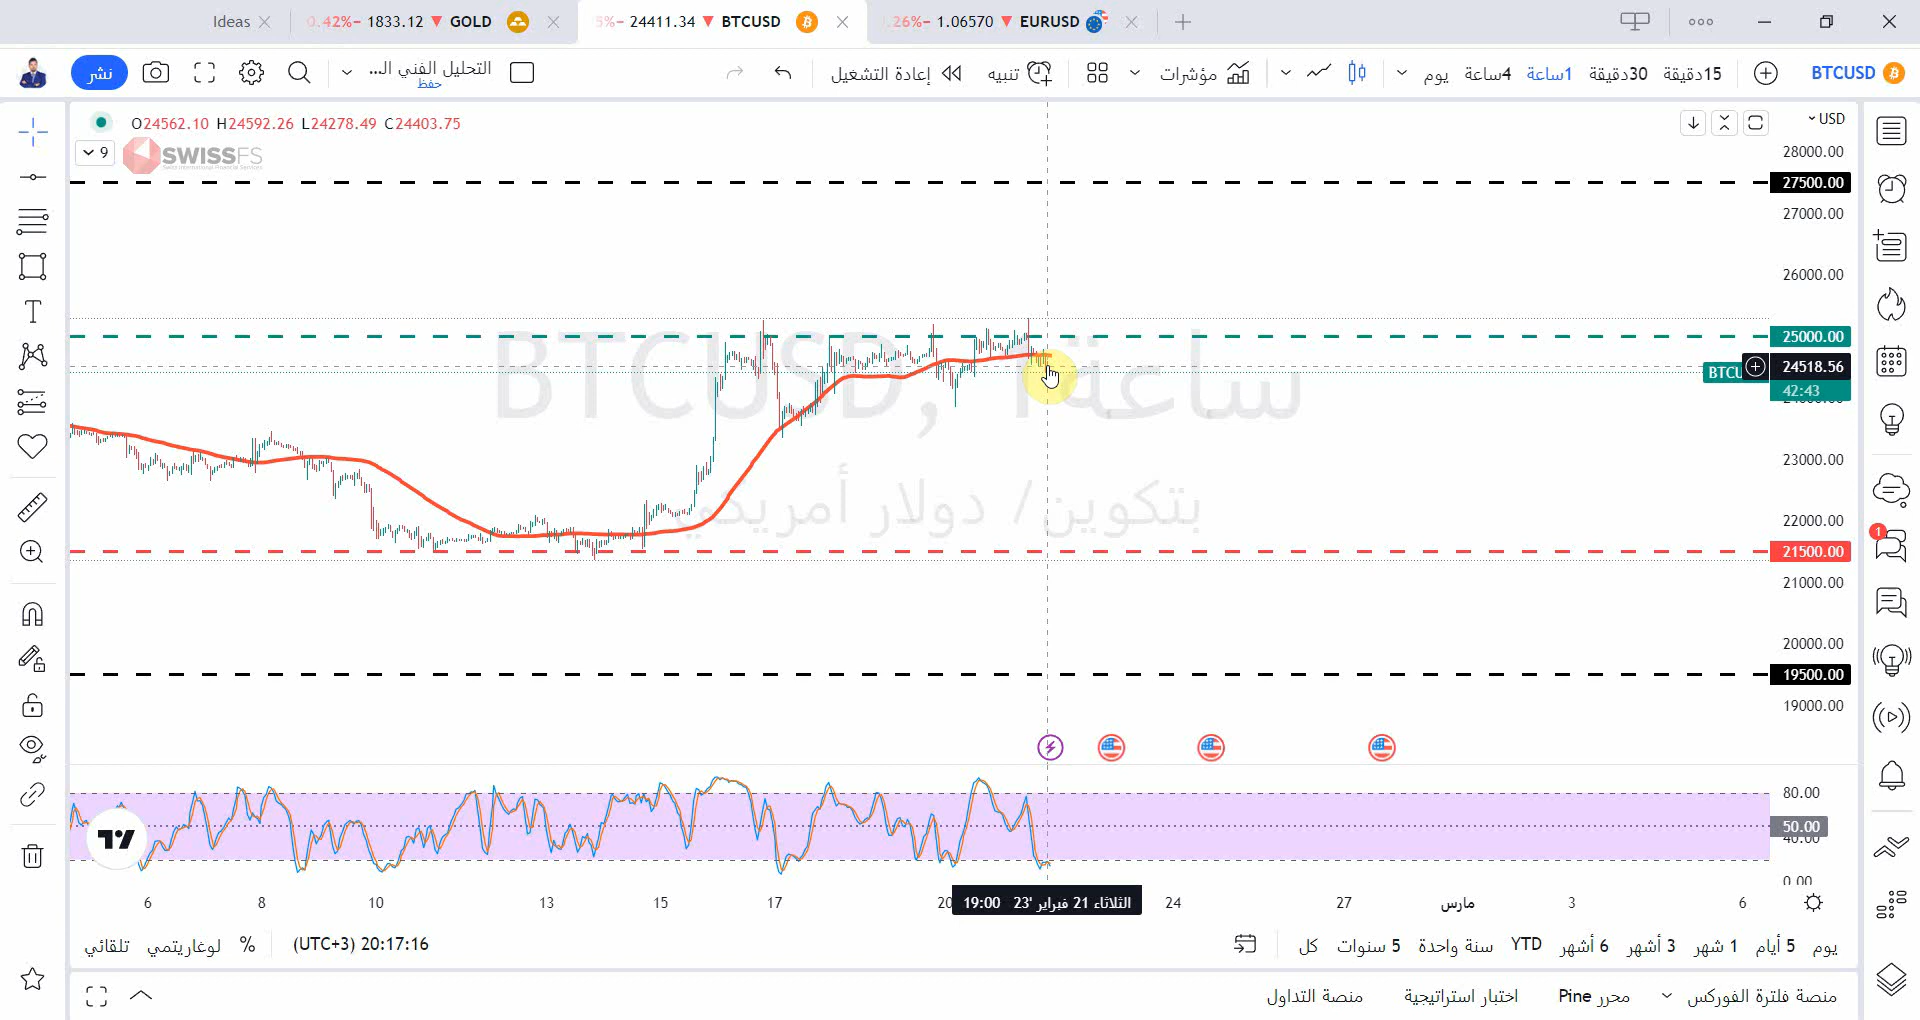 Ideas
0.42%− 1833.12 GOLD
5%− 24411.34 BTCUSD
.26%− 1.06570 EURUSD
نشر
التحليل الفني الـ...
حفظ
إعادة التشغيل
تنبيه
مؤشرات
يوم
4ساعة
1ساعة
30دقيقة
15دقيقة
BTCUSD
O24562.10 H24592.26 L24278.49 C24403.75
9
SWISSFS
USD
28000.00
27500.00
27000.00
26000.00
25000.00
BTCU
24518.56
42:43
23000.00
22000.00
21500.00
21000.00
20000.00
19500.00
19000.00
BTCUSD, 1ساعة
بتكوين/ دولار أمريكي
1
80.00
50.00
40.00
0.00
6 8 10 13 15 17 20
الثلاثاء 21 فبراير '23 19:00
24 27 مارس 3 6
تلقائي
لوغاريتمي
%
20:17:16 (UTC+3)
كل
5 سنوات
سنة واحدة
YTD
6 أشهر
3 أشهر
1 شهر
5 أيام
يوم
منصة فلترة الفوركس
محرر Pine
اختبار استراتيجية
منصة التداول